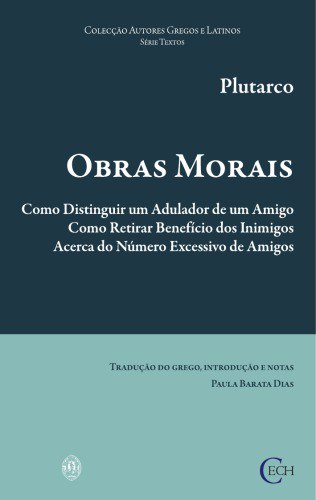 Colecção Autores Gregos e Latinos
Série Textos
Plutarco
Obras Morais
Como Distinguir um Adulador de um Amigo
Como Retirar Benefício dos Inimigos
Acerca do Número Excessivo de Amigos
Tradução do grego, introdução e notas
Paula Barata Dias
CECH